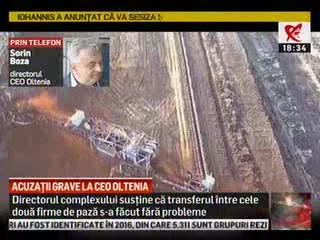 IOHANNIS A ANUNȚAT CĂ VA SESIZA
18:34
PRIN TELEFON
Sorin
Boza
directorul
CEO Oltenia
ACUZAȚII GRAVE LA CEO OLTENIA
Directorul complexului susține că transferul între cele
două firme de pază s-a făcut fără probleme
RI AU FOST IDENTIFICATE ÎN 2016, DIN CARE 5.311 SUNT GRUPURI REZI